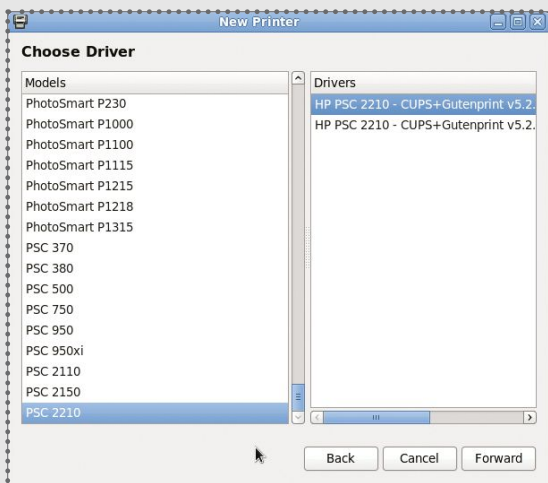 New Printer
Choose Driver
Models
PhotoSmart P230
PhotoSmart P1000
PhotoSmart P1100
PhotoSmart P1115
PhotoSmart P1215
PhotoSmart P1218
PhotoSmart P1315
PSC 370
PSC 380
PSC 500
PSC 750
PSC 950
PSC 950xi
PSC 2110
PSC 2150
PSC 2210
Drivers
HP PSC 2210 - CUPS+Gutenprint v5.2.
HP PSC 2210 - CUPS+Gutenprint v5.2.
Back Cancel Forward